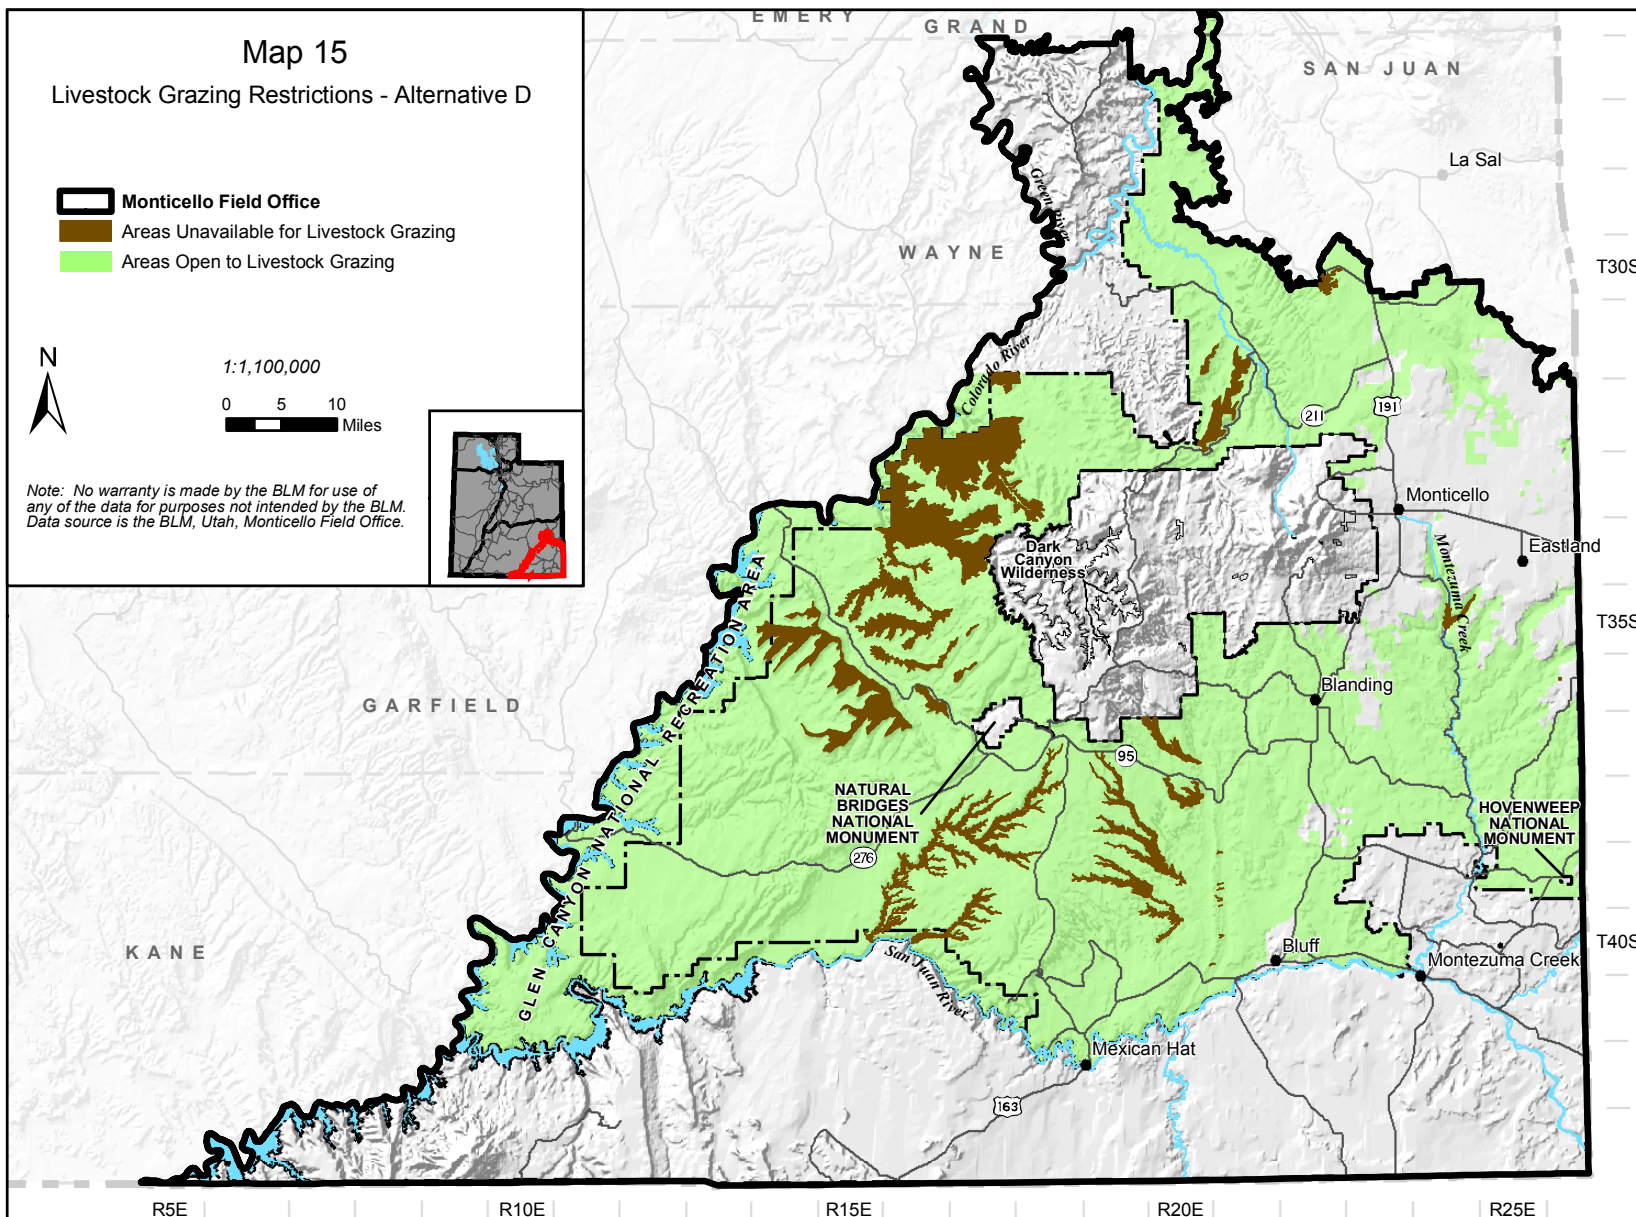 Map 15
Livestock Grazing Restrictions - Alternative D
Monticello Field Office
Areas Unavailable for Livestock Grazing
Areas Open to Livestock Grazing
N
1:1,100,000
0 5 10
Miles
Note: No warranty is made by the BLM for use of
any of the data for purposes not intended by the BLM.
Data source is the BLM, Utah, Monticello Field Office.
EMERY
GRAND
SAN JUAN
La Sal
Green River
WAYNE
T30S
Colorado River
211
191
Monticello
Eastland
Dark
Canyon
Wilderness
Montezuma Creek
T35S
GLEN CANYON NATIONAL RECREATION AREA
GARFIELD
Blanding
95
NATURAL
BRIDGES
NATIONAL
MONUMENT
276
HOVENWEEP
NATIONAL
MONUMENT
KANE
T40S
San Juan River
Bluff
Montezuma Creek
Mexican Hat
163
R5E
R10E
R15E
R20E
R25E